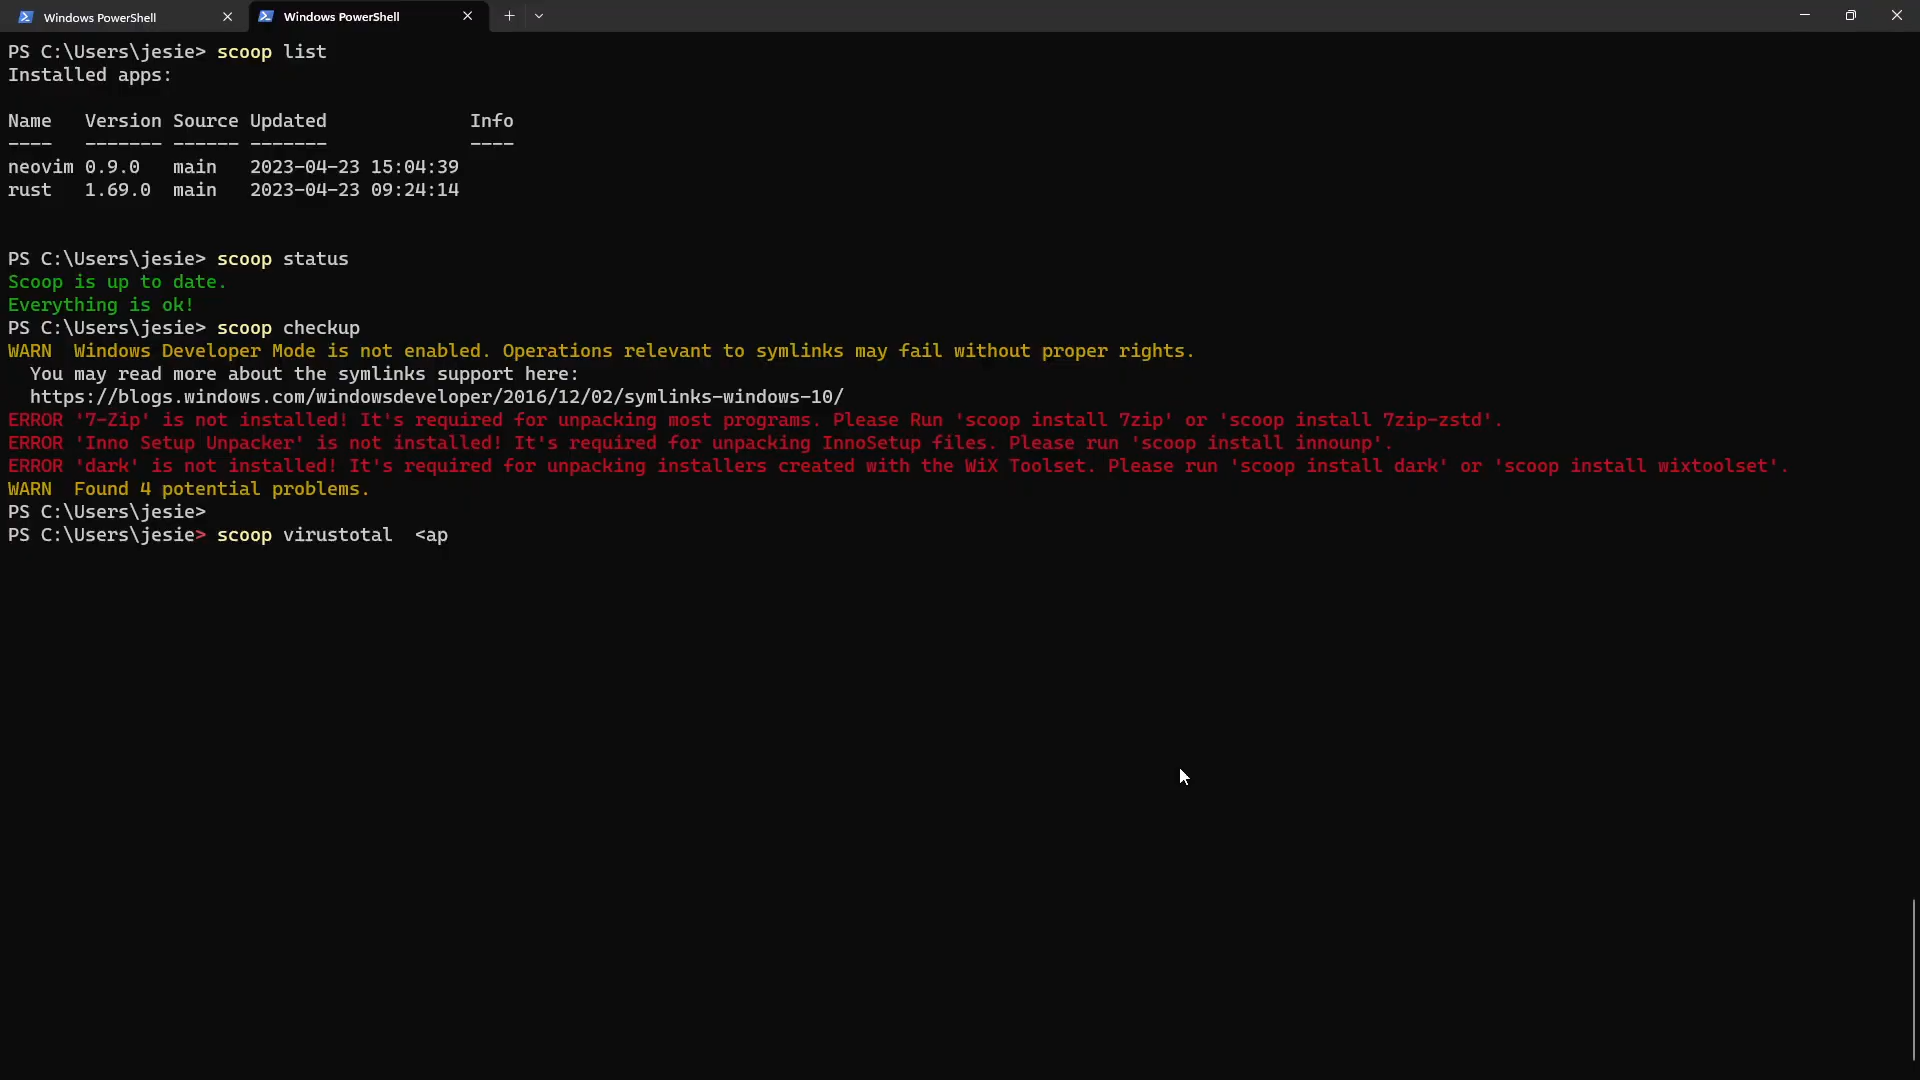 Windows PowerShell
Windows PowerShell
PS C:\Users\jesie> scoop list
Installed apps:
Name   Version Source Updated             Info
----   ------- ------ -------             ----
neovim 0.9.0   main   2023-04-23 15:04:39
rust   1.69.0  main   2023-04-23 09:24:14
PS C:\Users\jesie> scoop status
Scoop is up to date.
Everything is ok!
PS C:\Users\jesie> scoop checkup
WARN  Windows Developer Mode is not enabled. Operations relevant to symlinks may fail without proper rights.
  You may read more about the symlinks support here:
  https://blogs.windows.com/windowsdeveloper/2016/12/02/symlinks-windows-10/
ERROR '7-Zip' is not installed! It's required for unpacking most programs. Please Run 'scoop install 7zip' or 'scoop install 7zip-zstd'.
ERROR 'Inno Setup Unpacker' is not installed! It's required for unpacking InnoSetup files. Please run 'scoop install innounp'.
ERROR 'dark' is not installed! It's required for unpacking installers created with the WiX Toolset. Please run 'scoop install dark' or 'scoop install wixtoolset'.
WARN  Found 4 potential problems.
PS C:\Users\jesie>
PS C:\Users\jesie> scoop virustotal  <ap